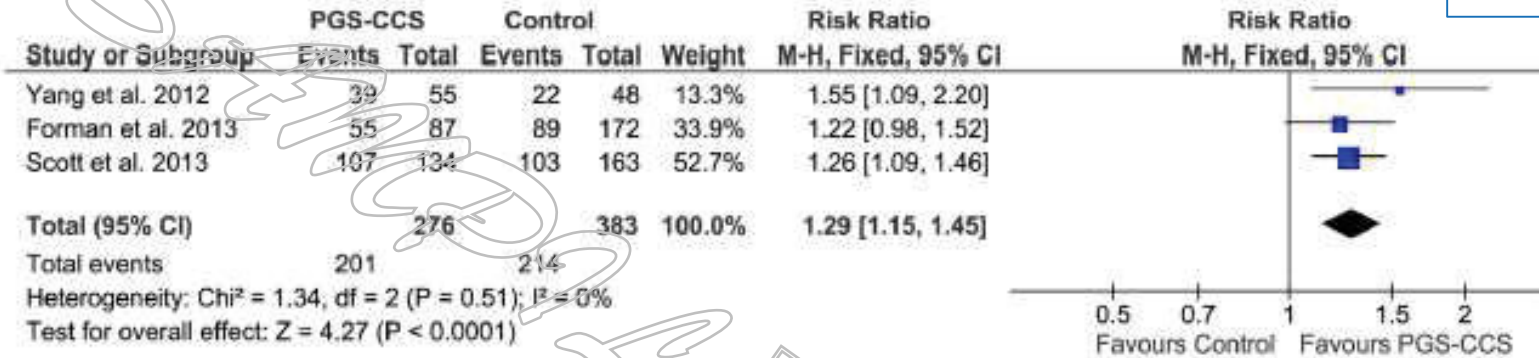 PGS-CCS Control Risk Ratio Risk Ratio
Study or Subgroup Events Total Events Total Weight M-H, Fixed, 95% CI M-H, Fixed, 95% CI
Yang et al. 2012 39 55 22 48 13.3% 1.55 [1.09, 2.20]
Forman et al. 2013 55 87 89 172 33.9% 1.22 [0.98, 1.52]
Scott et al. 2013 107 134 103 163 52.7% 1.26 [1.09, 1.46]
Total (95% CI) 276 383 100.0% 1.29 [1.15, 1.45]
Total events 201 214
Heterogeneity: Chi² = 1.34, df = 2 (P = 0.51); I² = 0%
Test for overall effect: Z = 4.27 (P < 0.0001)
0.5 0.7 1 1.5 2
Favours Control Favours PGS-CCS